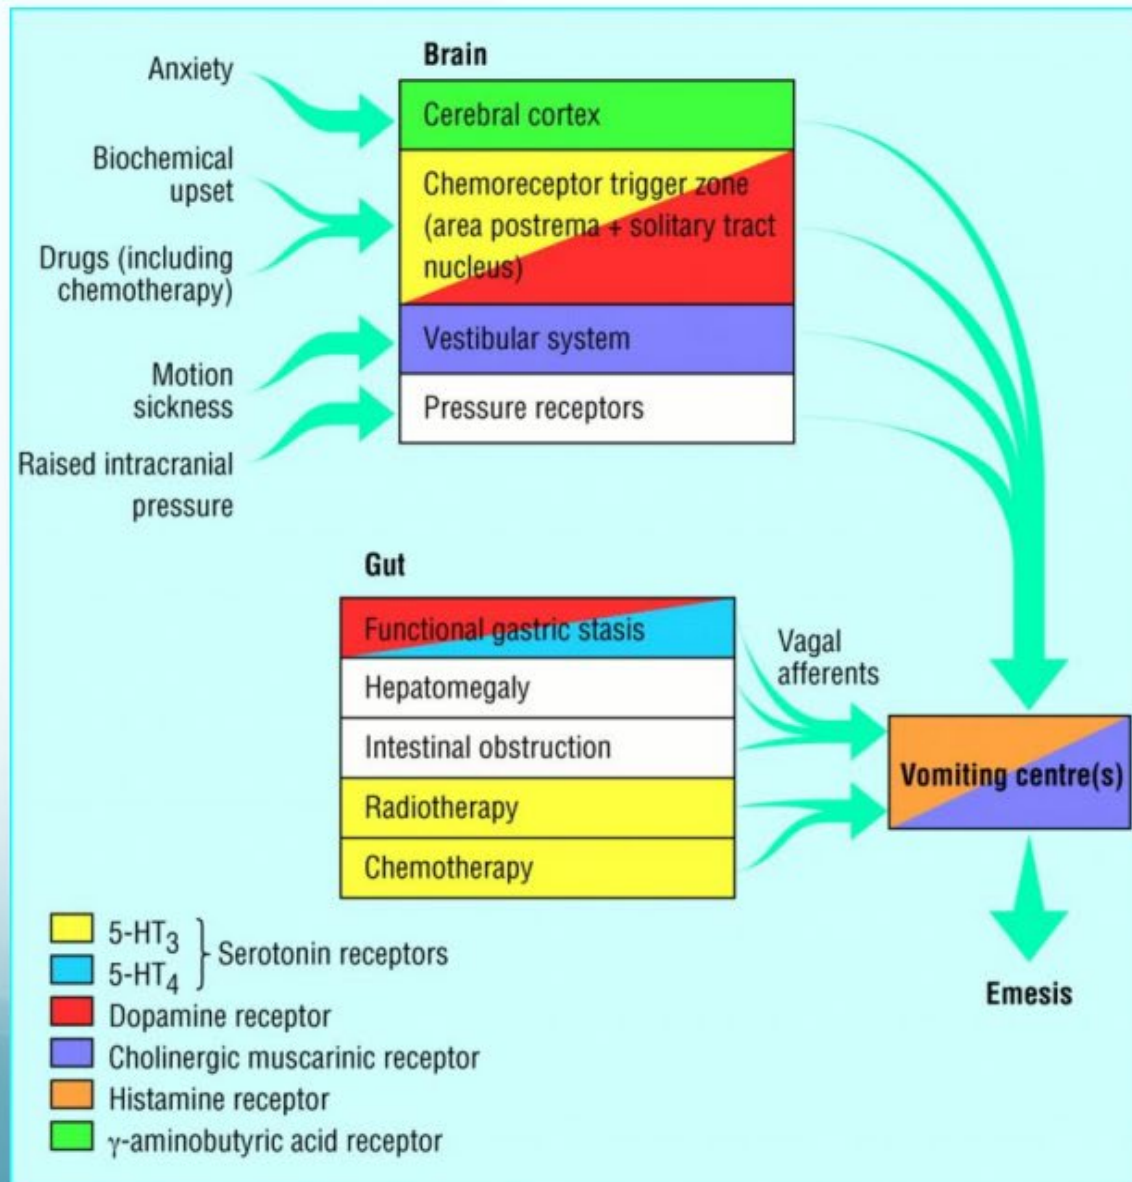 Brain
Anxiety
Cerebral cortex
Biochemical
upset
Chemoreceptor trigger zone
(area postrema + solitary tract
nucleus)
Drugs (including
chemotherapy)
Vestibular system
Motion
sickness
Pressure receptors
Raised intracranial
pressure
Gut
Functional gastric stasis
Hepatomegaly
Intestinal obstruction
Radiotherapy
Chemotherapy
Vagal
afferents
Vomiting centre(s)
Emesis
5-HT₃
5-HT₄
Serotonin receptors
Dopamine receptor
Cholinergic muscarinic receptor
Histamine receptor
γ-aminobutyric acid receptor